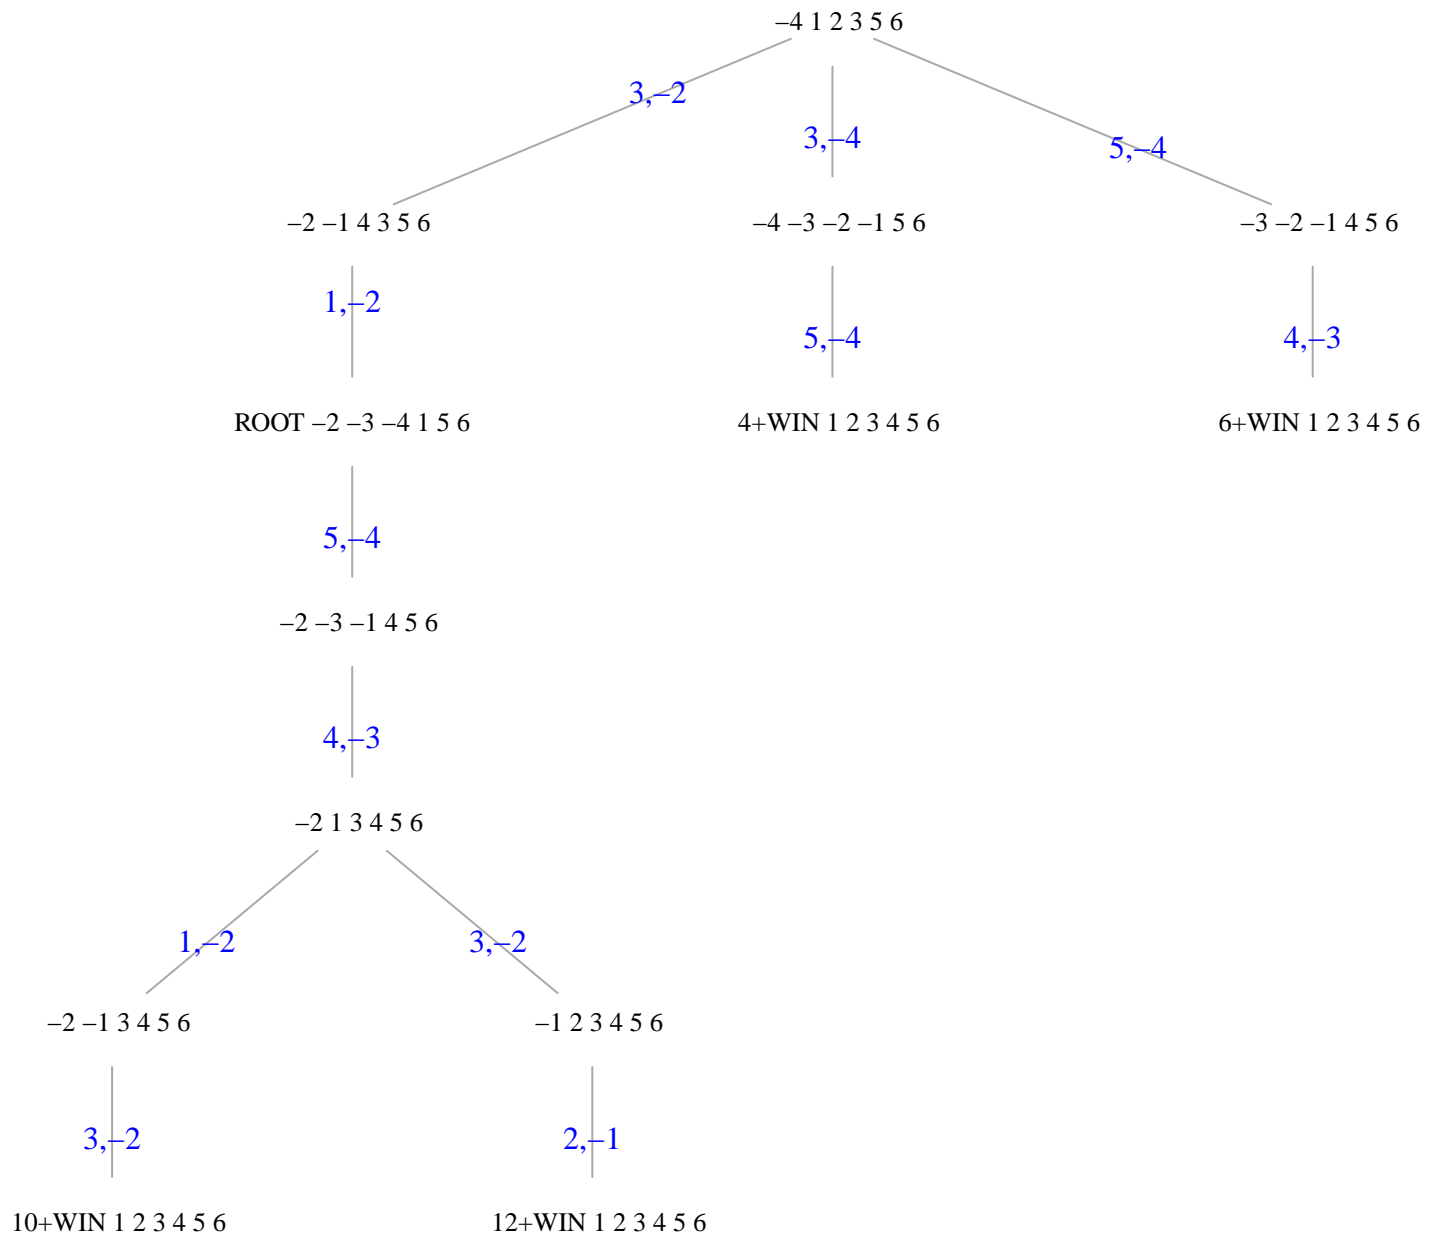 –4 1 2 3 5 6
3,–2
3,–4
5,–4
–2 –1 4 3 5 6
–4 –3 –2 –1 5 6
–3 –2 –1 4 5 6
1,–2
5,–4
4,–3
ROOT –2 –3 –4 1 5 6
4+WIN 1 2 3 4 5 6
6+WIN 1 2 3 4 5 6
5,–4
–2 –3 –1 4 5 6
4,–3
–2 1 3 4 5 6
1,–2
3,–2
–2 –1 3 4 5 6
–1 2 3 4 5 6
3,–2
2,–1
10+WIN 1 2 3 4 5 6
12+WIN 1 2 3 4 5 6